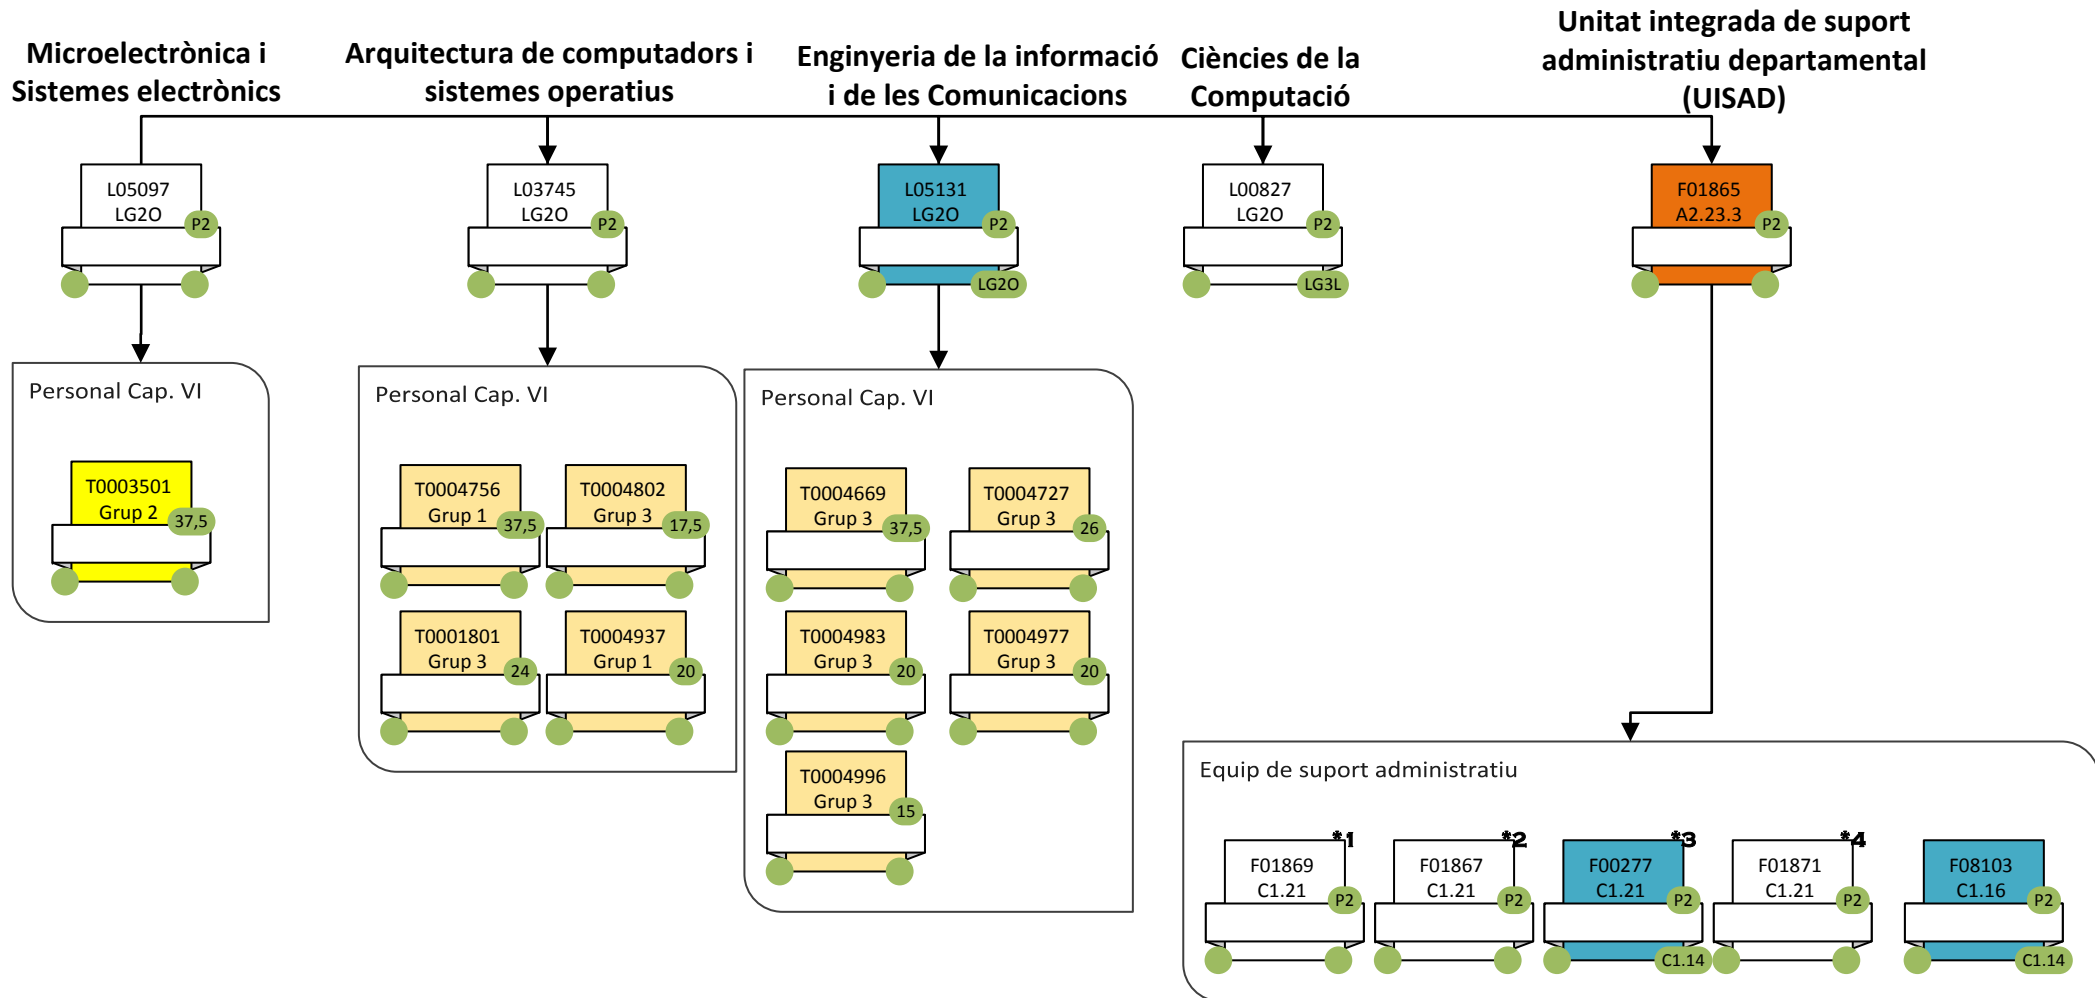 Microelectrònica i
Sistemes electrònics
Arquitectura de computadors i
sistemes operatius
Enginyeria de la informació
i de les Comunicacions
Ciències de la
Computació
Unitat integrada de suport
administratiu departamental
(UISAD)
L05097
LG2O
P2
L03745
LG2O
P2
L05131
LG2O
P2
LG2O
L00827
LG2O
P2
LG3L
F01865
A2.23.3
P2
Personal Cap. VI
T0003501
Grup 2
37,5
Personal Cap. VI
T0004756
Grup 1
37,5
T0004802
Grup 3
17,5
T0001801
Grup 3
24
T0004937
Grup 1
20
Personal Cap. VI
T0004669
Grup 3
37,5
T0004727
Grup 3
26
T0004983
Grup 3
20
T0004977
Grup 3
20
T0004996
Grup 3
15
Equip de suport administratiu
*1
F01869
C1.21
P2
*2
F01867
C1.21
P2
*3
F00277
C1.21
P2
C1.14
*4
F01871
C1.21
P2
F08103
C1.16
P2
C1.14